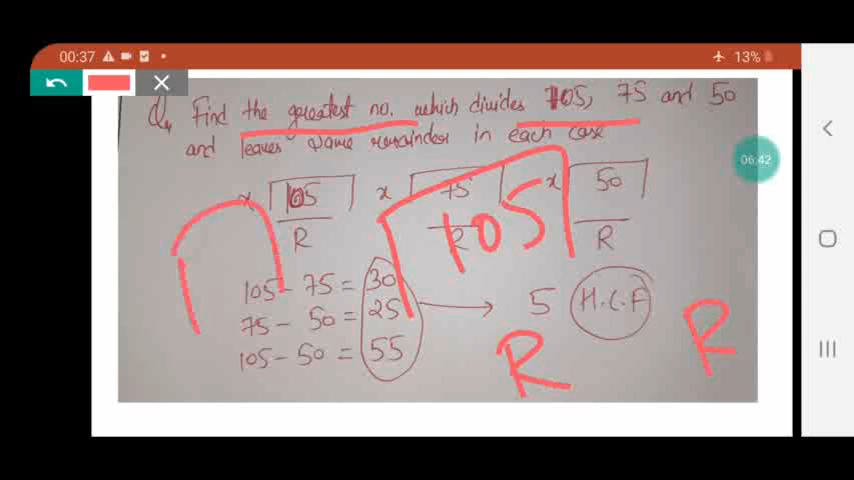 00:37 13%
Q. Find the greatest no. which divides 105, 75 and 50
and leaves same remainder in each case
06:42
x 105 x 75 x 50
R R R
105
105 - 75 = 30
75 - 50 = 25 5 H.C.F
105 - 50 = 55
R R